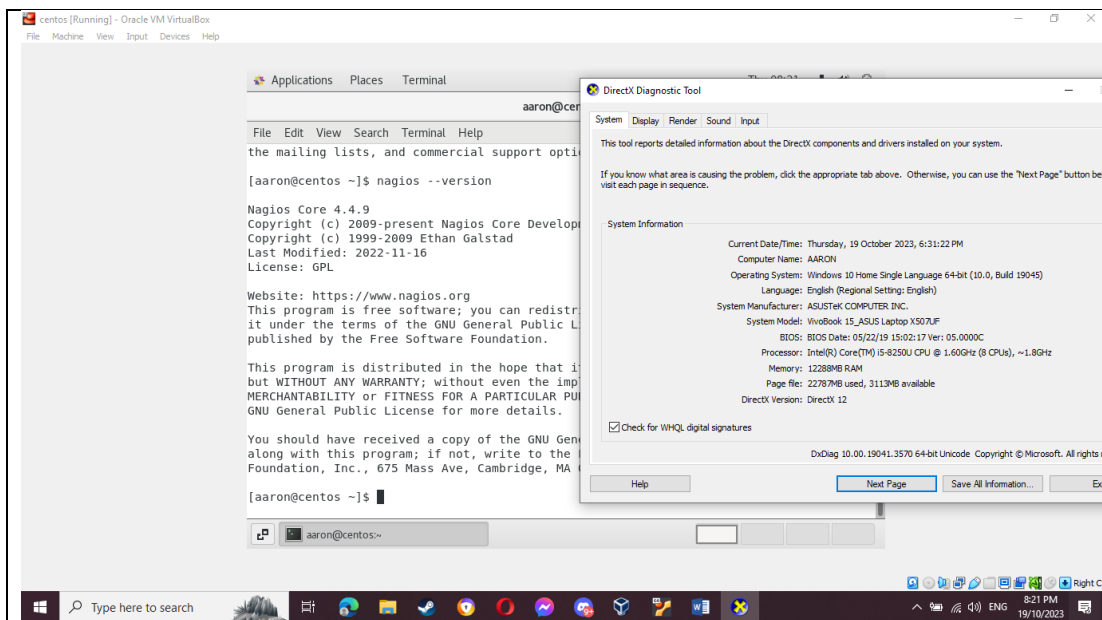 centos [Running] - Oracle VM VirtualBox
File Machine View Input Devices Help
Applications Places Terminal
aaron@cen
File Edit View Search Terminal Help
the mailing lists, and commercial support opti
[aaron@centos ~]$ nagios --version
Nagios Core 4.4.9
Copyright (c) 2009-present Nagios Core Develop
Copyright (c) 1999-2009 Ethan Galstad
Last Modified: 2022-11-16
License: GPL
Website: https://www.nagios.org
This program is free software; you can redistr
it under the terms of the GNU General Public L
published by the Free Software Foundation.
This program is distributed in the hope that i
but WITHOUT ANY WARRANTY; without even the imp
MERCHANTABILITY or FITNESS FOR A PARTICULAR PU
GNU General Public License for more details.
You should have received a copy of the GNU Gen
along with this program; if not, write to the
Foundation, Inc., 675 Mass Ave, Cambridge, MA
[aaron@centos ~]$
aaron@centos:~
DirectX Diagnostic Tool
System Display Render Sound Input
This tool reports detailed information about the DirectX components and drivers installed on your system.
If you know what area is causing the problem, click the appropriate tab above. Otherwise, you can use the "Next Page" button be
visit each page in sequence.
System Information
Current Date/Time: Thursday, 19 October 2023, 6:31:22 PM
Computer Name: AARON
Operating System: Windows 10 Home Single Language 64-bit (10.0, Build 19045)
Language: English (Regional Setting: English)
System Manufacturer: ASUSTeK COMPUTER INC.
System Model: VivoBook 15_ASUS Laptop X507UF
BIOS: BIOS Date: 05/22/19 15:02:17 Ver: 05.0000C
Processor: Intel(R) Core(TM) i5-8250U CPU @ 1.60GHz (8 CPUs), ~1.8GHz
Memory: 12288MB RAM
Page file: 22787MB used, 3113MB available
DirectX Version: DirectX 12
Check for WHQL digital signatures
DxDiag 10.00.19041.3570 64-bit Unicode Copyright © Microsoft. All rights
Help Next Page Save All Information... Ex
Right C
Type here to search
ENG
8:21 PM
19/10/2023